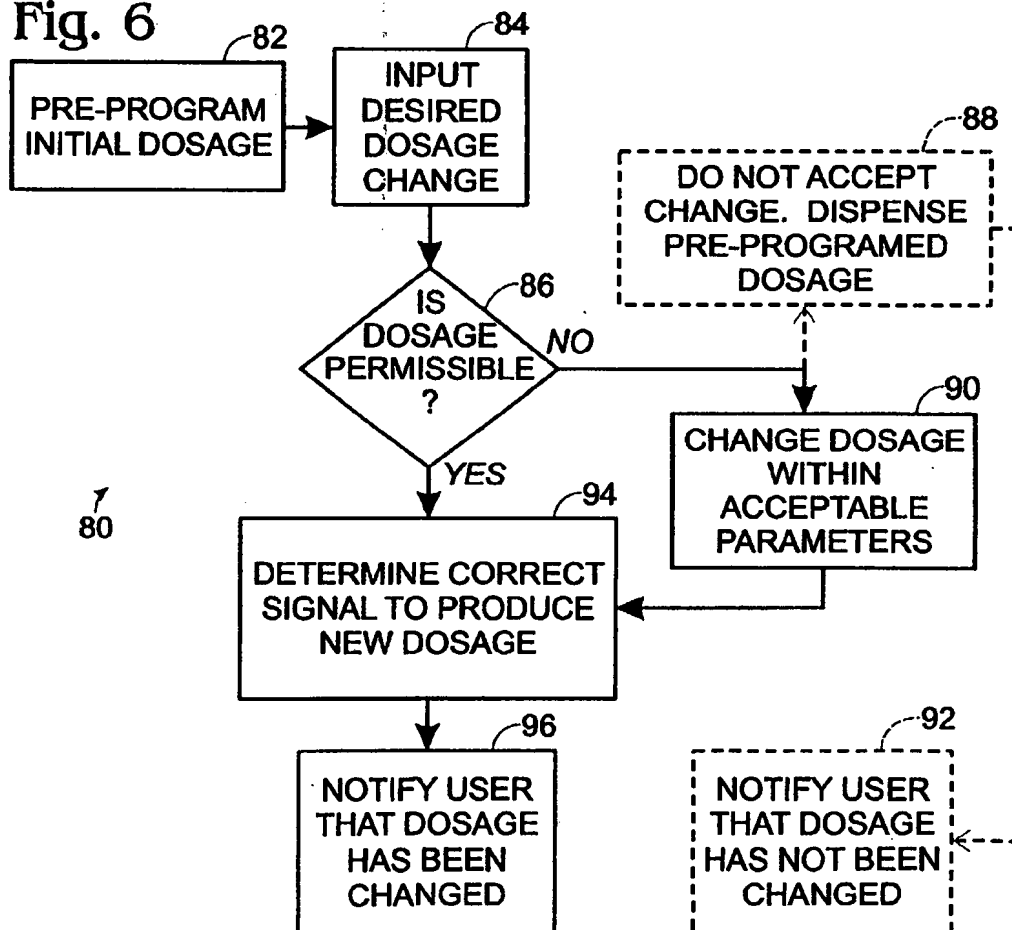 Fig. 6
82
PRE-PROGRAM
INITIAL DOSAGE
84
INPUT
DESIRED
DOSAGE
CHANGE
86
IS
DOSAGE
PERMISSIBLE
?
NO
88
DO NOT ACCEPT
CHANGE. DISPENSE
PRE-PROGRAMED
DOSAGE
90
CHANGE DOSAGE
WITHIN
ACCEPTABLE
PARAMETERS
YES
80
94
DETERMINE CORRECT
SIGNAL TO PRODUCE
NEW DOSAGE
96
NOTIFY USER
THAT DOSAGE
HAS BEEN
CHANGED
92
NOTIFY USER
THAT DOSAGE
HAS NOT BEEN
CHANGED